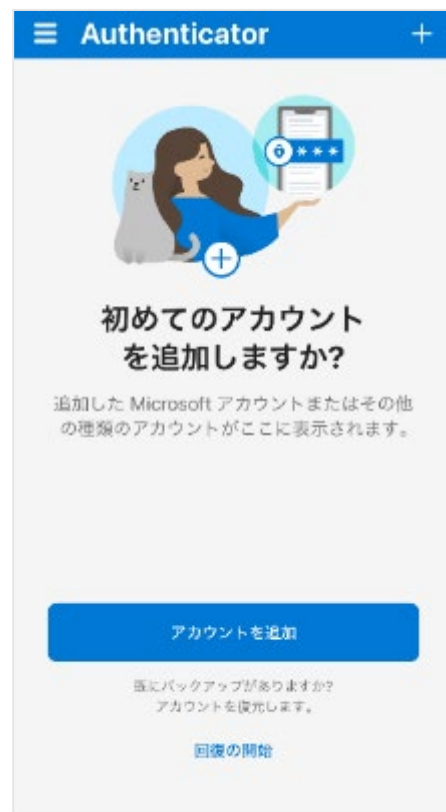 Authenticator
***
初めてのアカウント
を追加しますか?
追加した Microsoft アカウントまたはその他
の種類のアカウントがここに表示されます。
アカウントを追加
既にバックアップがありますか?
アカウントを復元します。
回復の開始